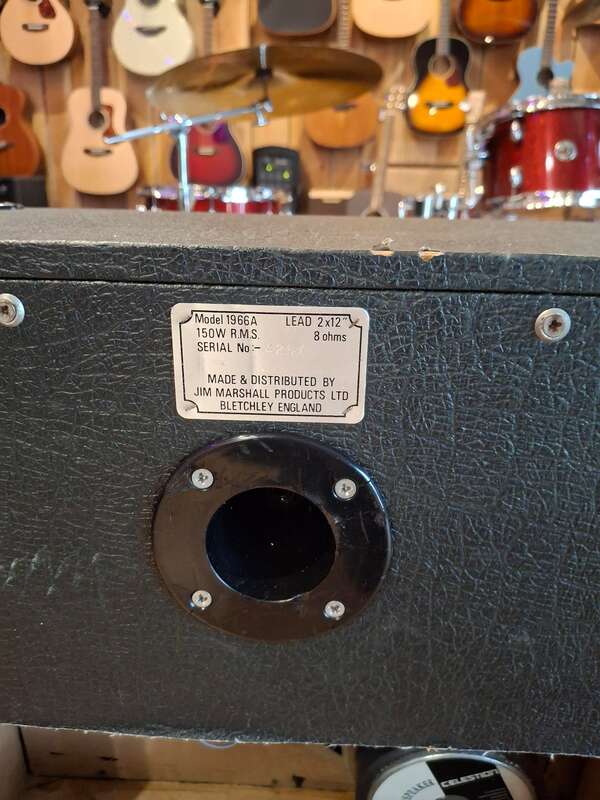 Model 1966A LEAD 2x12"
150W R.M.S. 8 ohms
SERIAL No:-
MADE & DISTRIBUTED BY
JIM MARSHALL PRODUCTS LTD
BLETCHLEY ENGLAND
CELESTION